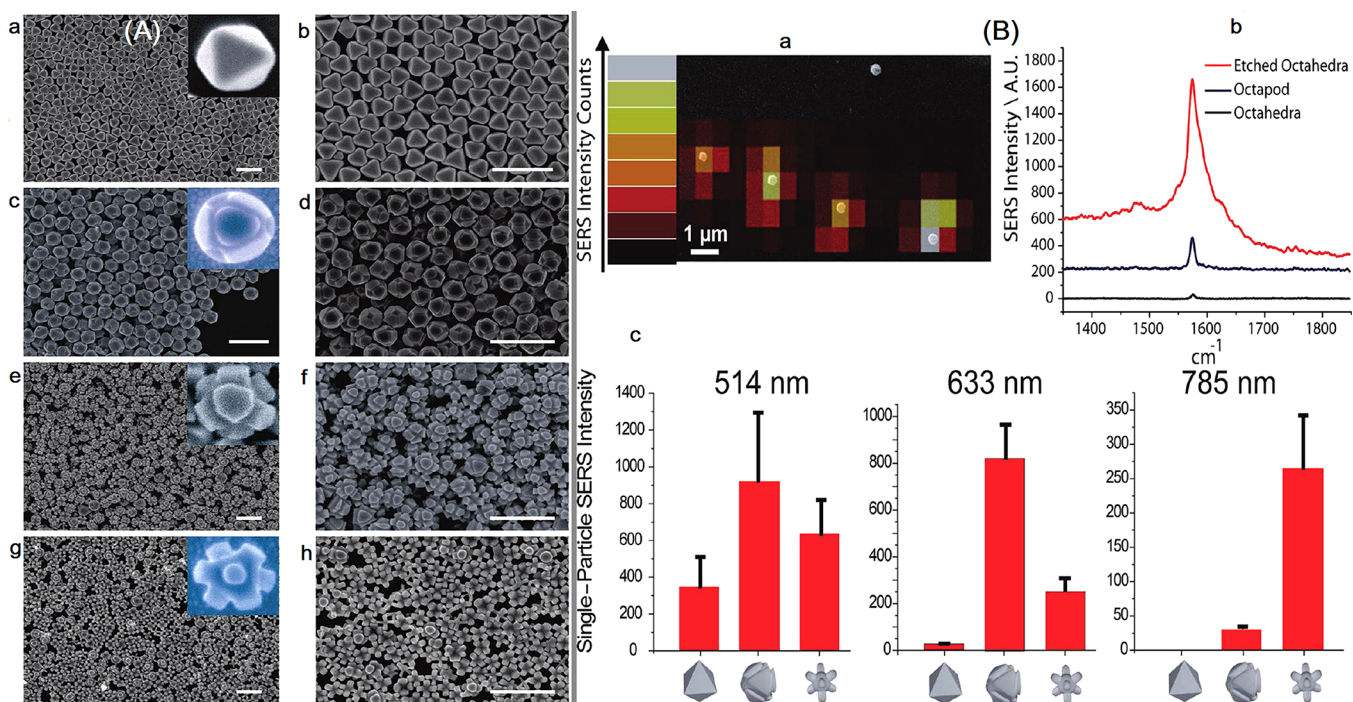 (A)
a
b
c
d
e
f
g
h
(B)
a
SERS Intensity Counts
1 μm
b
SERS Intensity \ A.U.
1800
1600
1400
1200
1000
800
600
400
200
0
Etched Octahedra
Octapod
Octahedra
1400
1500
1600
1700
1800
cm-1
c
Single–Particle SERS Intensity
514 nm
1400
1200
1000
800
600
400
200
0
633 nm
1000
800
600
400
200
0
785 nm
350
300
250
200
150
100
50
0